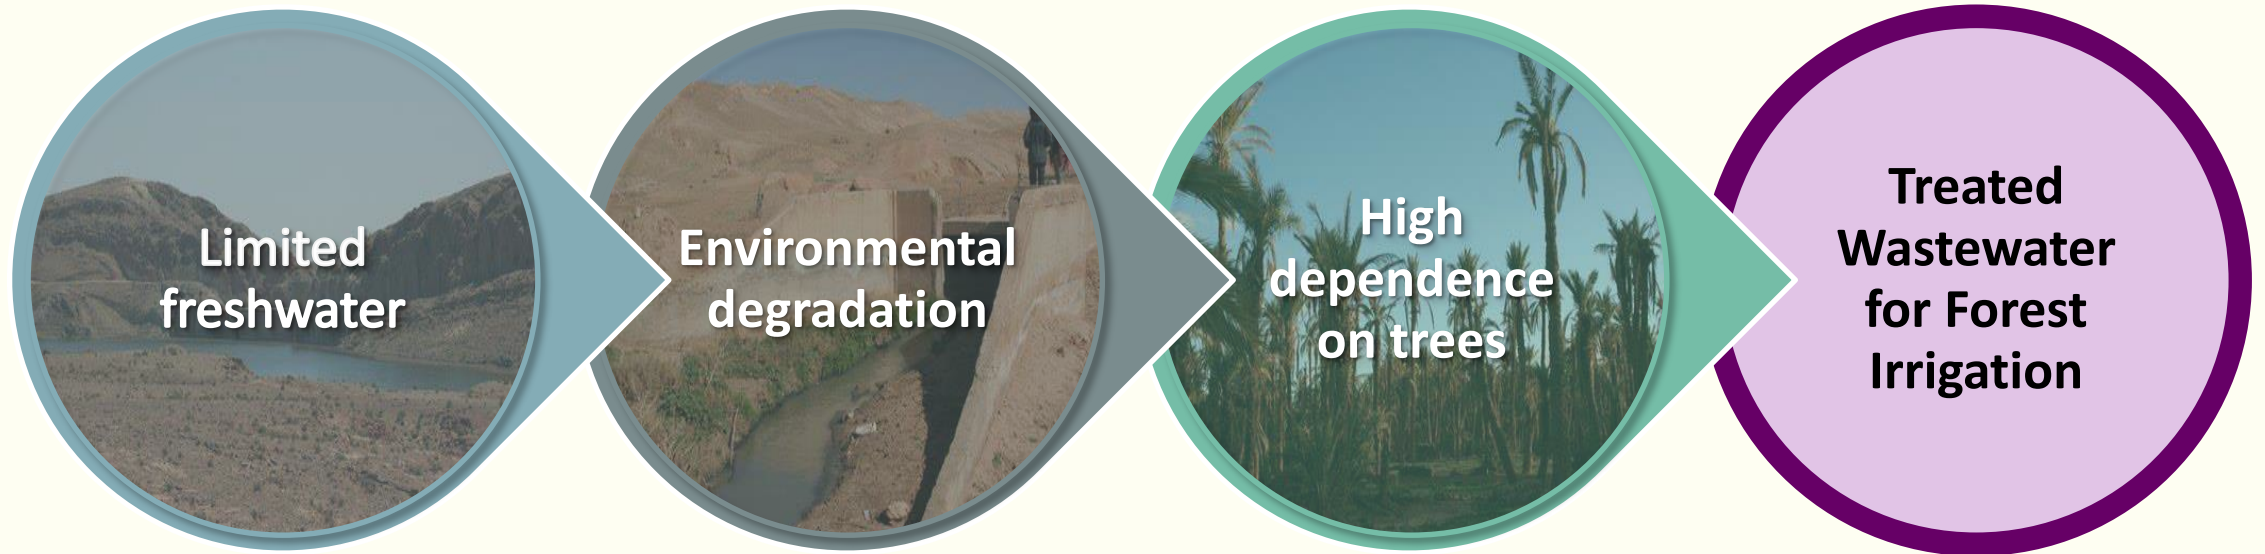 Limited
freshwater
Environmental
degradation
High
dependence
on trees
Treated
Wastewater
for Forest
Irrigation